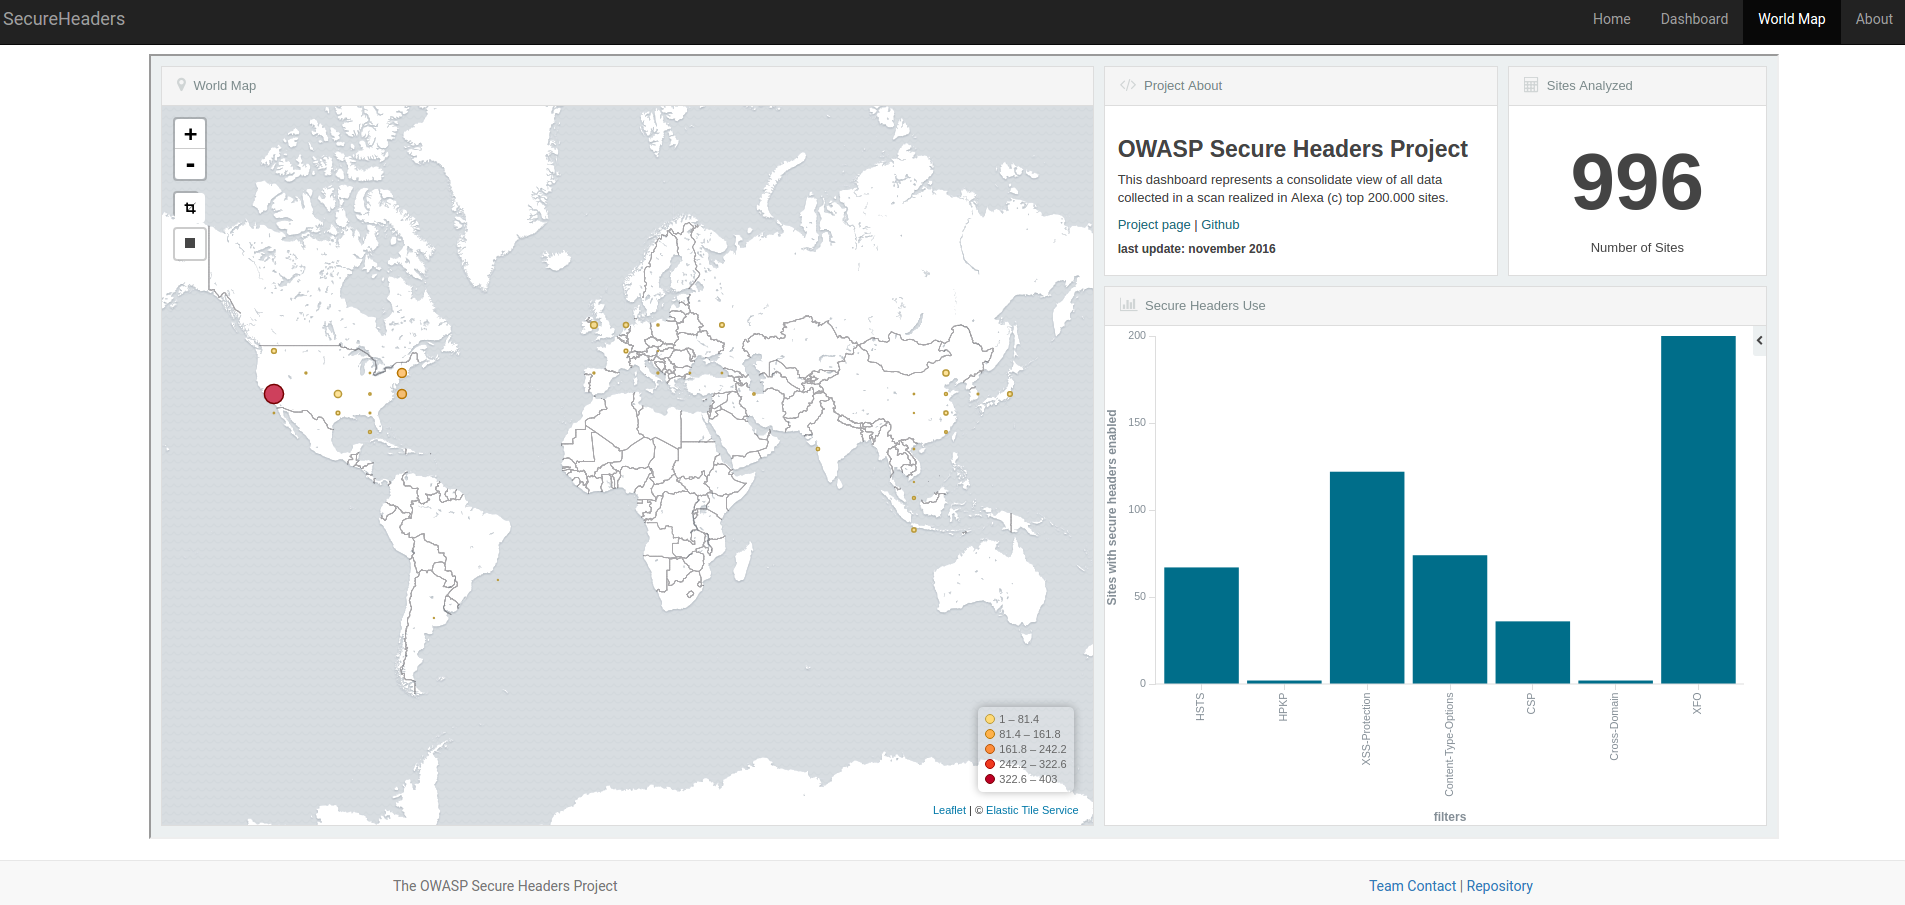 SecureHeaders
Home
Dashboard
World Map
About
World Map
+
-
1 – 81.4
81.4 – 161.8
161.8 – 242.2
242.2 – 322.6
322.6 – 403
Leaflet | © Elastic Tile Service
Project About
OWASP Secure Headers Project
This dashboard represents a consolidate view of all data
collected in a scan realized in Alexa (c) top 200.000 sites.
Project page | Github
last update: november 2016
Sites Analyzed
996
Number of Sites
Secure Headers Use
Sites with secure headers enabled
200
150
100
50
0
HSTS
HPKP
XSS-Protection
Content-Type-Options
CSP
Cross-Domain
XFO
filters
The OWASP Secure Headers Project
Team Contact | Repository